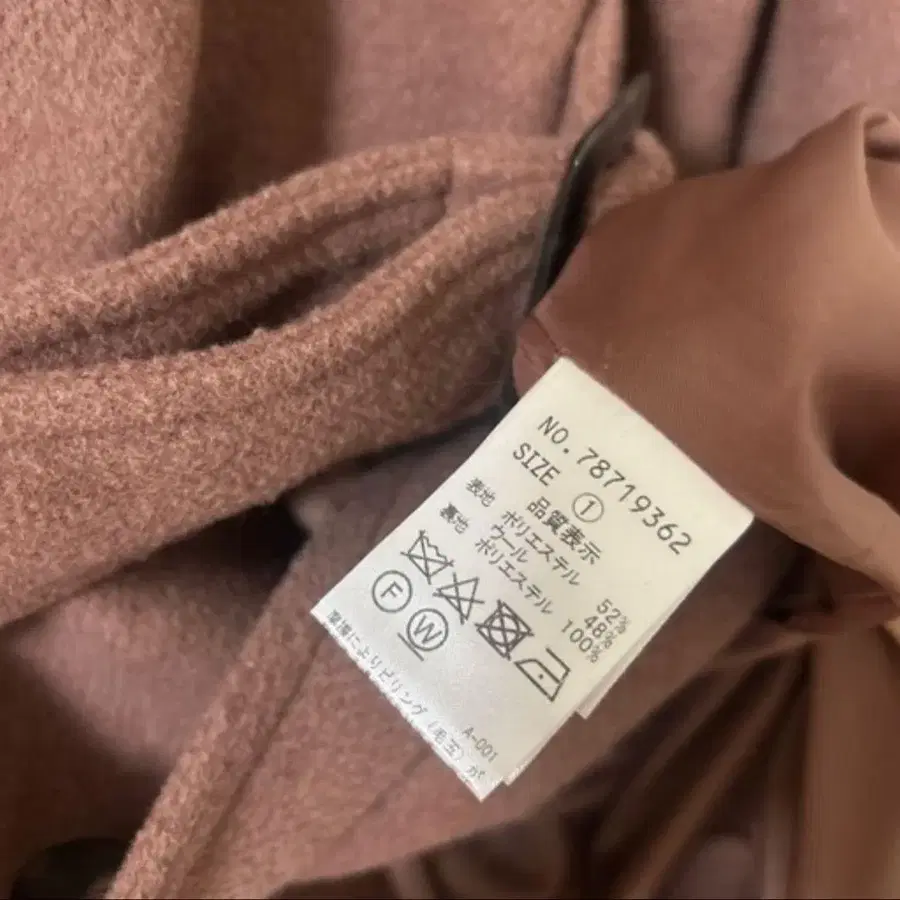 NO.78719362
SIZE ①
品質表示
表地 ポリエステル 52%
ウール 48%
裏地 ポリエステル 100%
F
W
摩擦によりピリング(毛玉)が
A-001